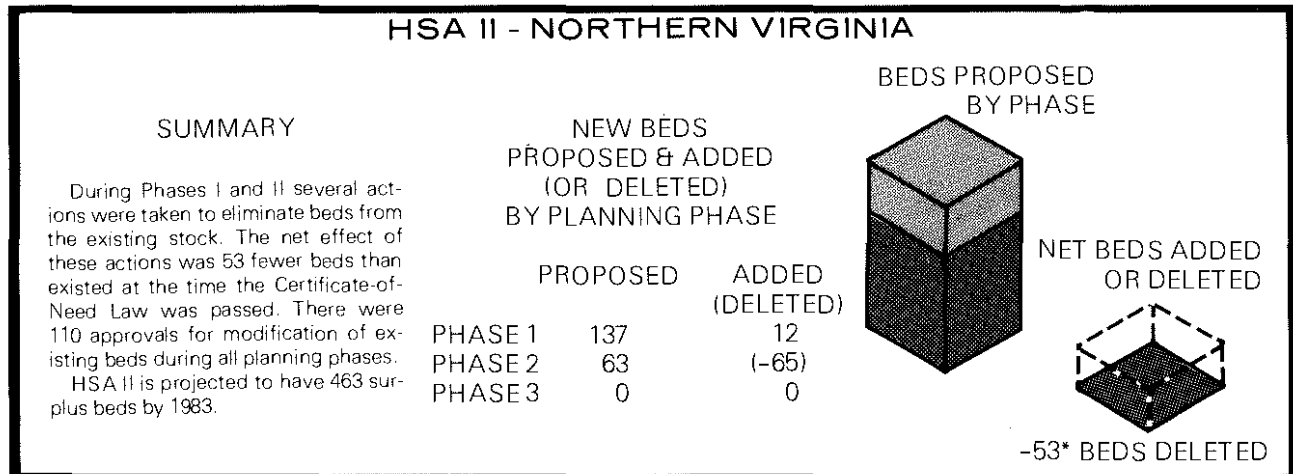 HSA II - NORTHERN VIRGINIA
SUMMARY
During Phases I and II several act-
ions were taken to eliminate beds from
the existing stock. The net effect of
these actions was 53 fewer beds than
existed at the time the Certificate-of-
Need Law was passed. There were
110 approvals for modification of ex-
isting beds during all planning phases.
HSA II is projected to have 463 sur-
plus beds by 1983.
NEW BEDS
PROPOSED & ADDED
(OR DELETED)
BY PLANNING PHASE
PROPOSED ADDED
(DELETED)
PHASE 1 137 12
PHASE 2 63 (-65)
PHASE 3 0 0
BEDS PROPOSED
BY PHASE
NET BEDS ADDED
OR DELETED
-53* BEDS DELETED